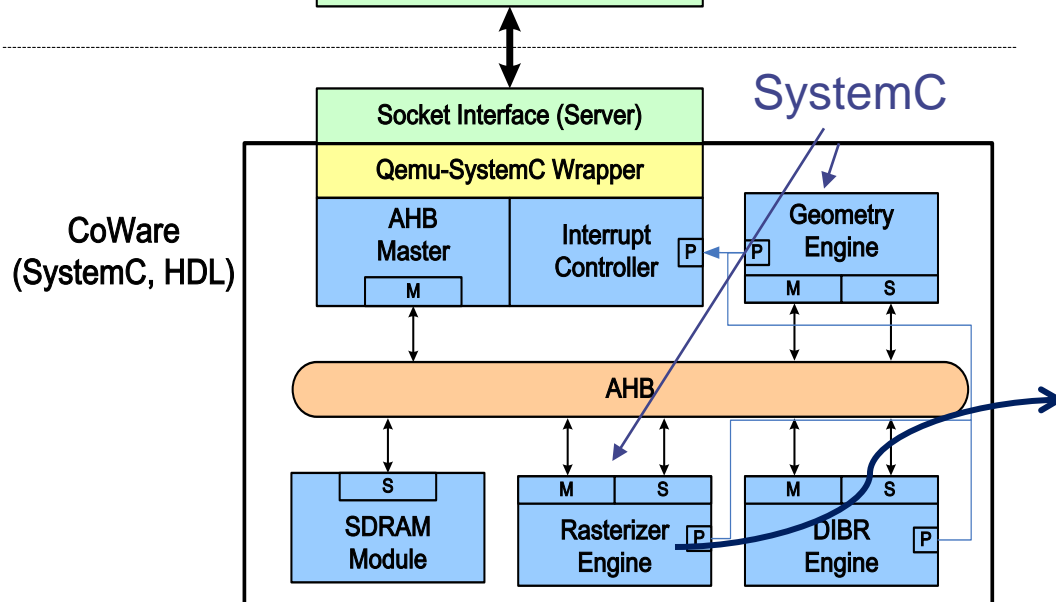 Socket Interface (Server)
SystemC
Qemu-SystemC Wrapper
CoWare
(SystemC, HDL)
AHB
Master
M
Interrupt
Controller
P
P
Geometry
Engine
M
S
AHB
S
SDRAM
Module
M
S
Rasterizer
Engine
P
M
S
DIBR
Engine
P